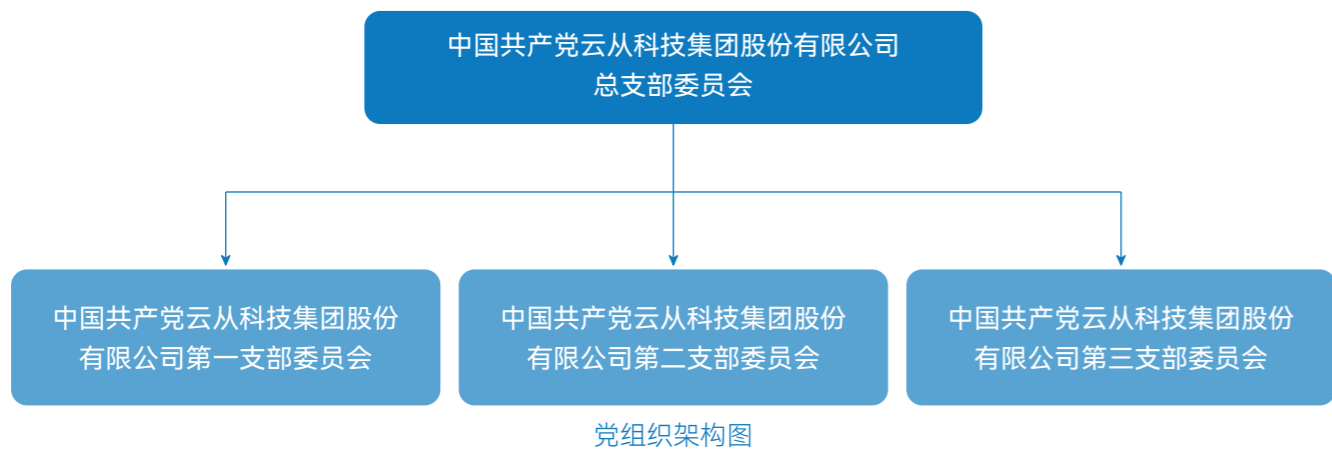 中国共产党云从科技集团股份有限公司
总支部委员会
中国共产党云从科技集团股份
有限公司第一支部委员会
中国共产党云从科技集团股份
有限公司第二支部委员会
中国共产党云从科技集团股份
有限公司第三支部委员会
党组织架构图